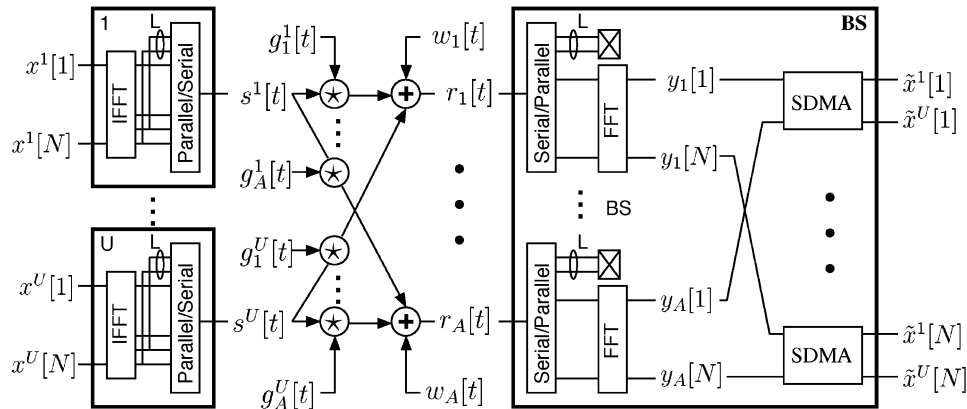 1
L
x^1[1]
IFFT
Parallel/Serial
x^1[N]
g_1^1[t]
s^1[t]
g_A^1[t]
w_1[t]
r_1[t]
BS
Serial/Parallel
L
FFT
y_1[1]
y_1[N]
SDMA
x̃^1[1]
x̃^U[1]
BS
U
L
x^U[1]
IFFT
Parallel/Serial
x^U[N]
g_1^U[t]
s^U[t]
g_A^U[t]
r_A[t]
w_A[t]
Serial/Parallel
L
FFT
y_A[1]
y_A[N]
SDMA
x̃^1[N]
x̃^U[N]